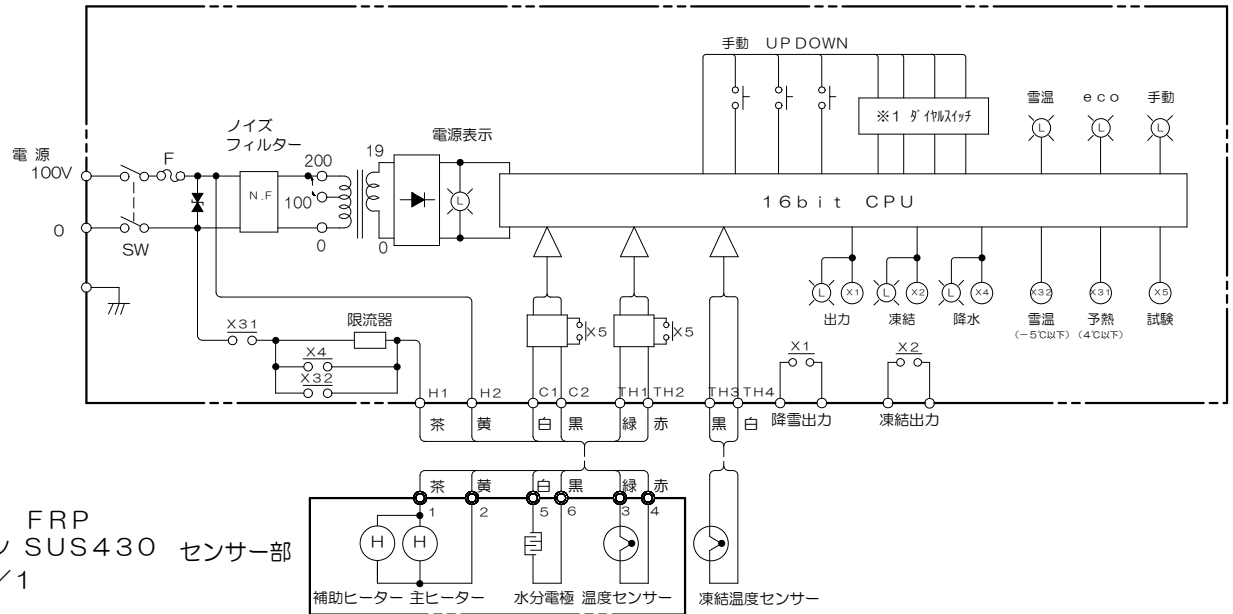 手動 UP DOWN
雪温 eco 手動
L L L
※1 ダイヤルスイッチ
ノイズ
フィルター
電源表示
電源
100V
F
200
19
N.F
100
L
16bit CPU
0
SW
0
0
L X1 L X2 L X4 X32 X31 X5
出力 凍結 降水 雪温 予熱 試験
(−5℃以下) (4℃以下)
X31
限流器
X5
X5
X4
X32
X1
X2
H1 H2 C1 C2 TH1 TH2 TH3 TH4
茶 黄 白 黒 緑 赤 黒 白
降雪出力 凍結出力
茶 黄 白 黒 緑 赤
1 2 5 6 3 4
FRP
ン SUS430 センサー部
/1
H H
補助ヒーター 主ヒーター 水分電極 温度センサー 凍結温度センサー